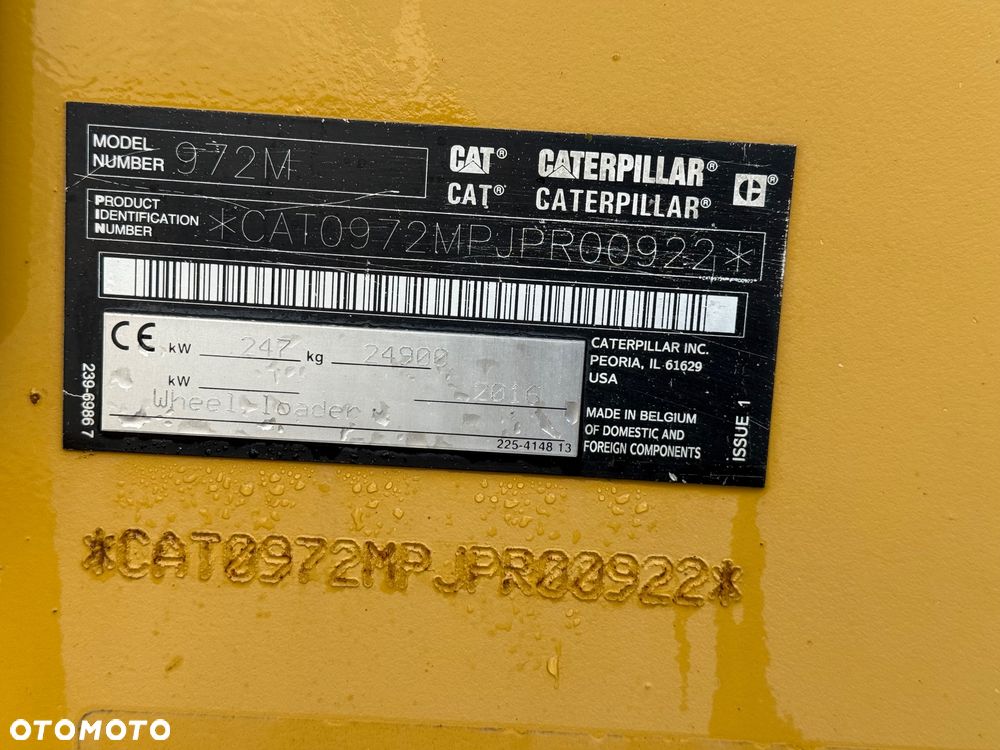 MODEL
NUMBER 972M
CAT® CATERPILLAR®
CAT® CATERPILLAR®
PRODUCT
IDENTIFICATION
NUMBER *CAT0972MPJPR00922*
*CAT0972MPJPR00922*
CE kW 247 kg 24900
kW 2016
Wheel loader
225-4148 13
239-6986 7
CATERPILLAR INC.
PEORIA, IL 61629
USA
MADE IN BELGIUM
OF DOMESTIC AND
FOREIGN COMPONENTS
ISSUE 1
*CAT0972MPJPR00922*
OTOMOTO